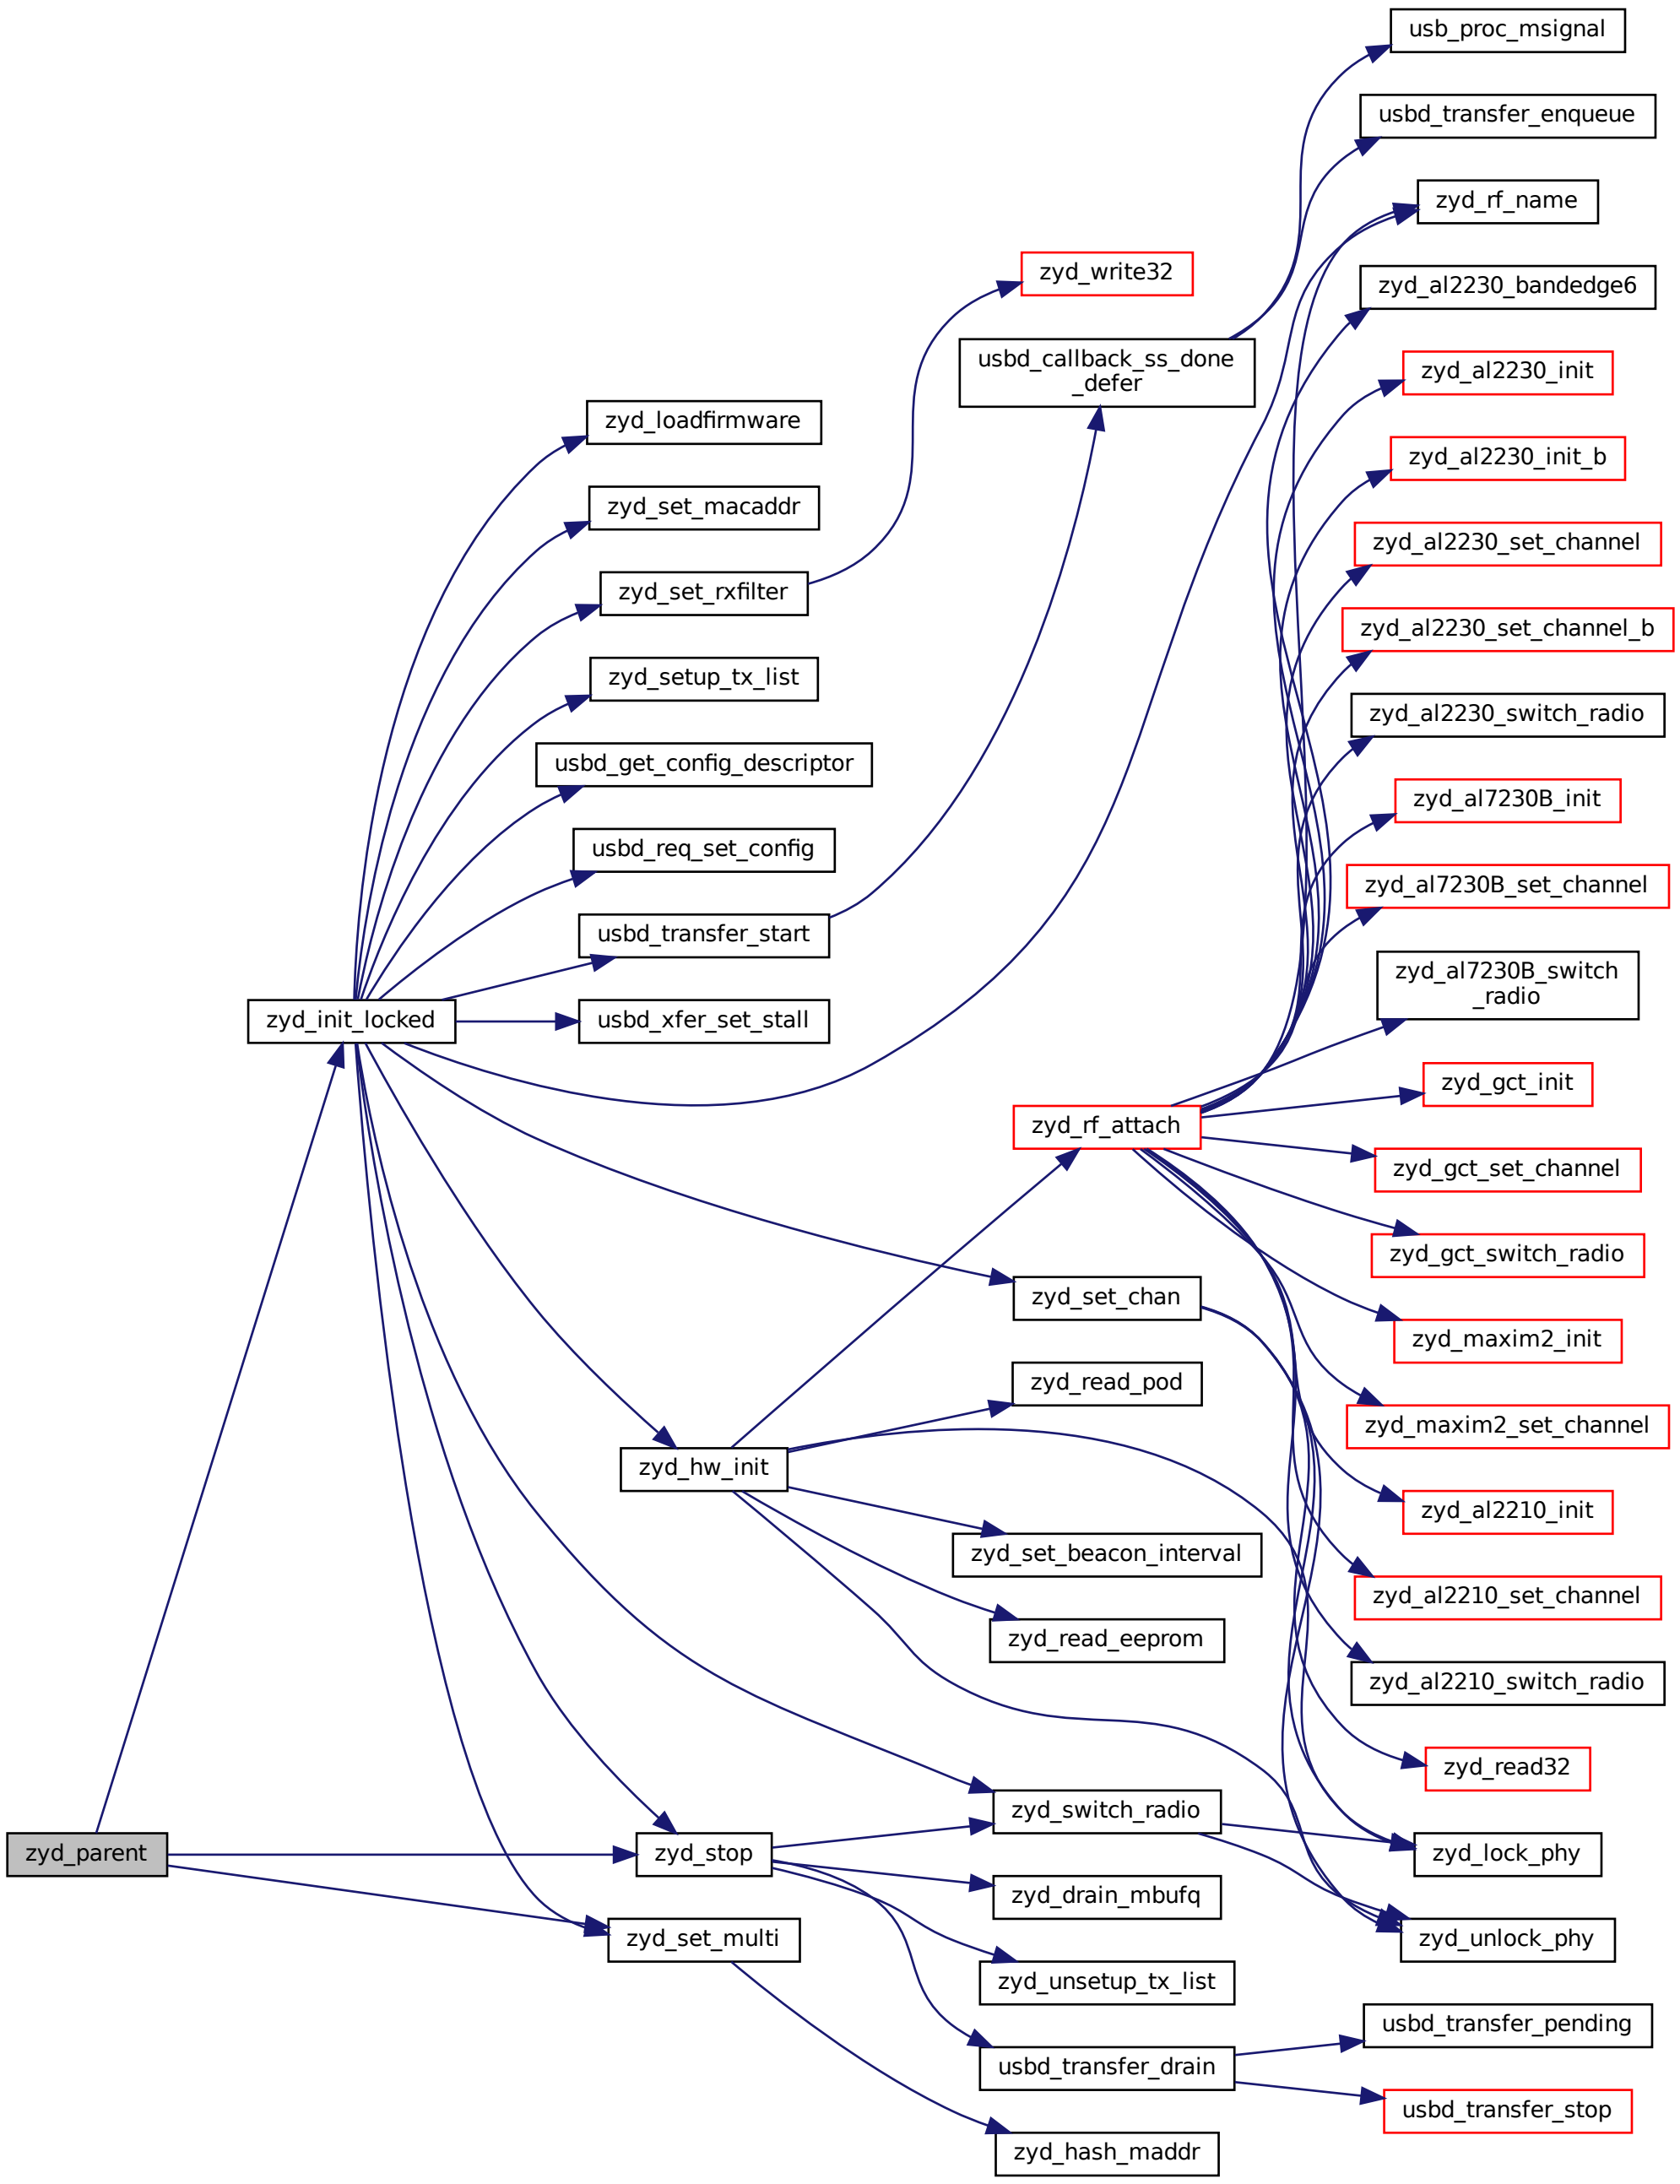 usb_proc_msignal
usbd_transfer_enqueue
zyd_rf_name
zyd_write32
zyd_al2230_bandedge6
usbd_callback_ss_done
_defer
zyd_al2230_init
zyd_loadfirmware
zyd_al2230_init_b
zyd_set_macaddr
zyd_al2230_set_channel
zyd_set_rxfilter
zyd_al2230_set_channel_b
zyd_setup_tx_list
zyd_al2230_switch_radio
usbd_get_config_descriptor
zyd_al7230B_init
usbd_req_set_config
zyd_al7230B_set_channel
usbd_transfer_start
zyd_al7230B_switch
_radio
zyd_init_locked
usbd_xfer_set_stall
zyd_gct_init
zyd_rf_attach
zyd_gct_set_channel
zyd_gct_switch_radio
zyd_set_chan
zyd_maxim2_init
zyd_read_pod
zyd_maxim2_set_channel
zyd_hw_init
zyd_al2210_init
zyd_set_beacon_interval
zyd_al2210_set_channel
zyd_read_eeprom
zyd_al2210_switch_radio
zyd_read32
zyd_switch_radio
zyd_parent
zyd_stop
zyd_lock_phy
zyd_drain_mbufq
zyd_set_multi
zyd_unlock_phy
zyd_unsetup_tx_list
usbd_transfer_pending
usbd_transfer_drain
usbd_transfer_stop
zyd_hash_maddr